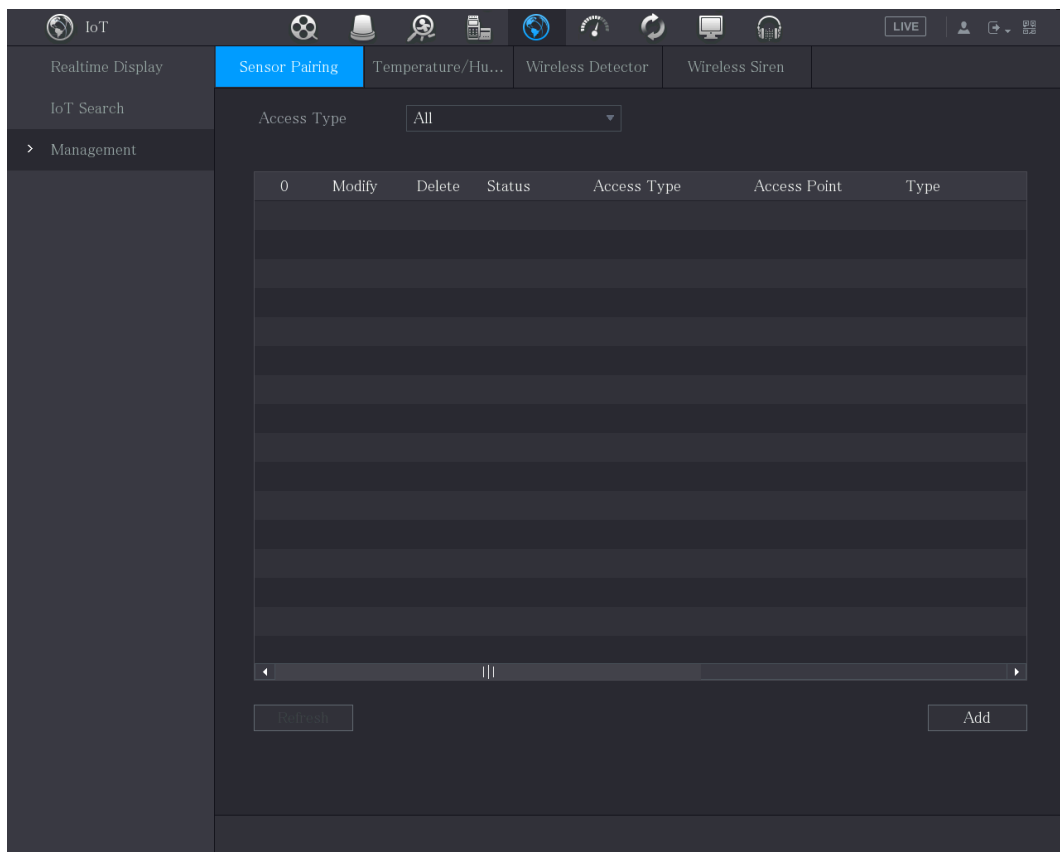 IoT
LIVE
Realtime Display
IoT Search
Management
Sensor Pairing
Temperature/Hu...
Wireless Detector
Wireless Siren
Access Type
All
0 Modify Delete Status Access Type Access Point Type
Refresh
Add